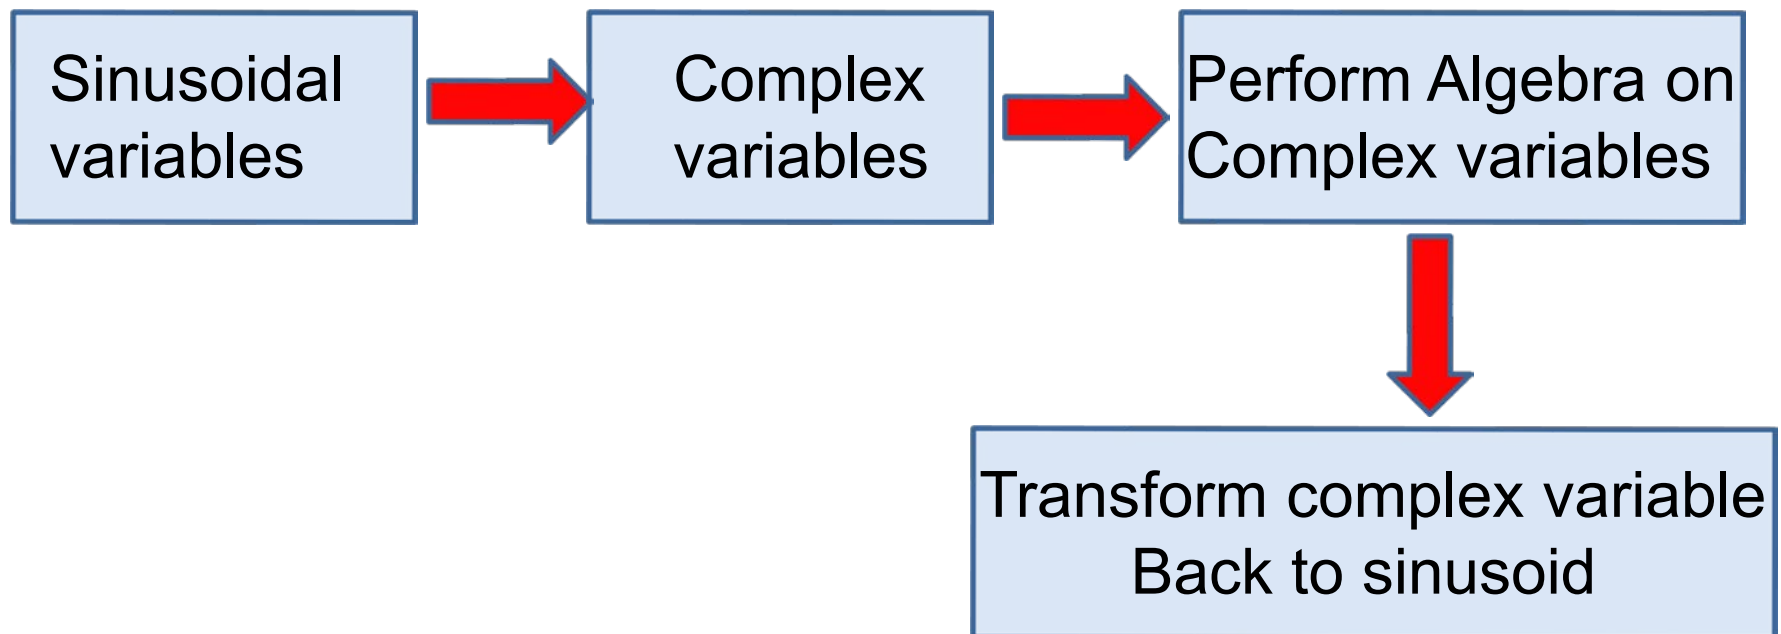 Sinusoidal
variables
Complex
variables
Perform Algebra on
Complex variables
Transform complex variable
Back to sinusoid